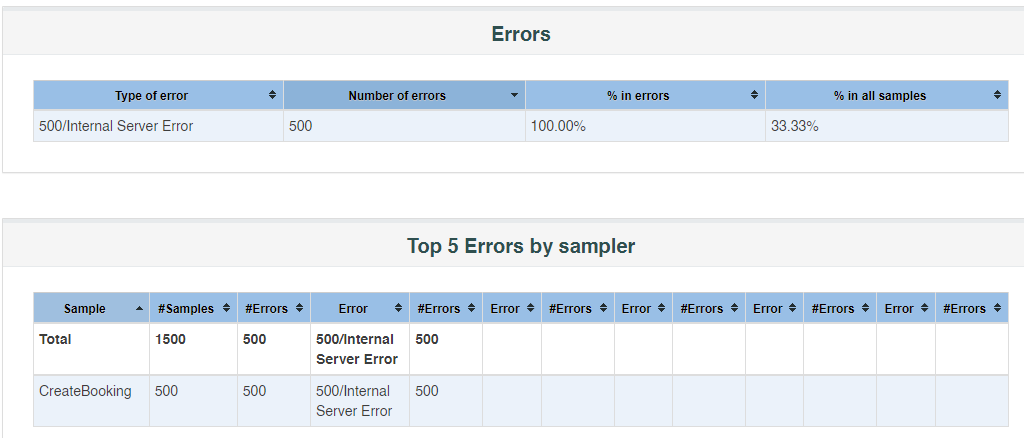 Errors
Type of error Number of errors % in errors % in all samples
500/Internal Server Error 500 100.00% 33.33%
Top 5 Errors by sampler
Sample #Samples #Errors Error #Errors Error #Errors Error #Errors Error #Errors Error #Errors
Total 1500 500 500/Internal 500
Server Error
CreateBooking 500 500 500/Internal 500
Server Error